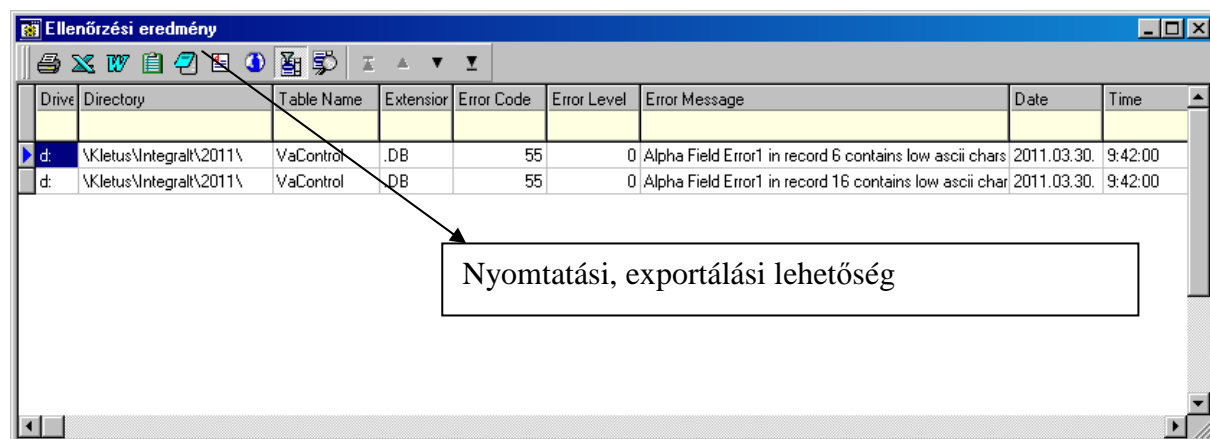 Ellenőrzési eredmény
Drive Directory Table Name Extension Error Code Error Level Error Message Date Time
d: \Kletus\Integralt\2011\ VaControl .DB 55 0 Alpha Field Error1 in record 6 contains low ascii chars 2011.03.30. 9:42:00
d: \Kletus\Integralt\2011\ VaControl .DB 55 0 Alpha Field Error1 in record 16 contains low ascii char 2011.03.30. 9:42:00
Nyomtatási, exportálási lehetőség